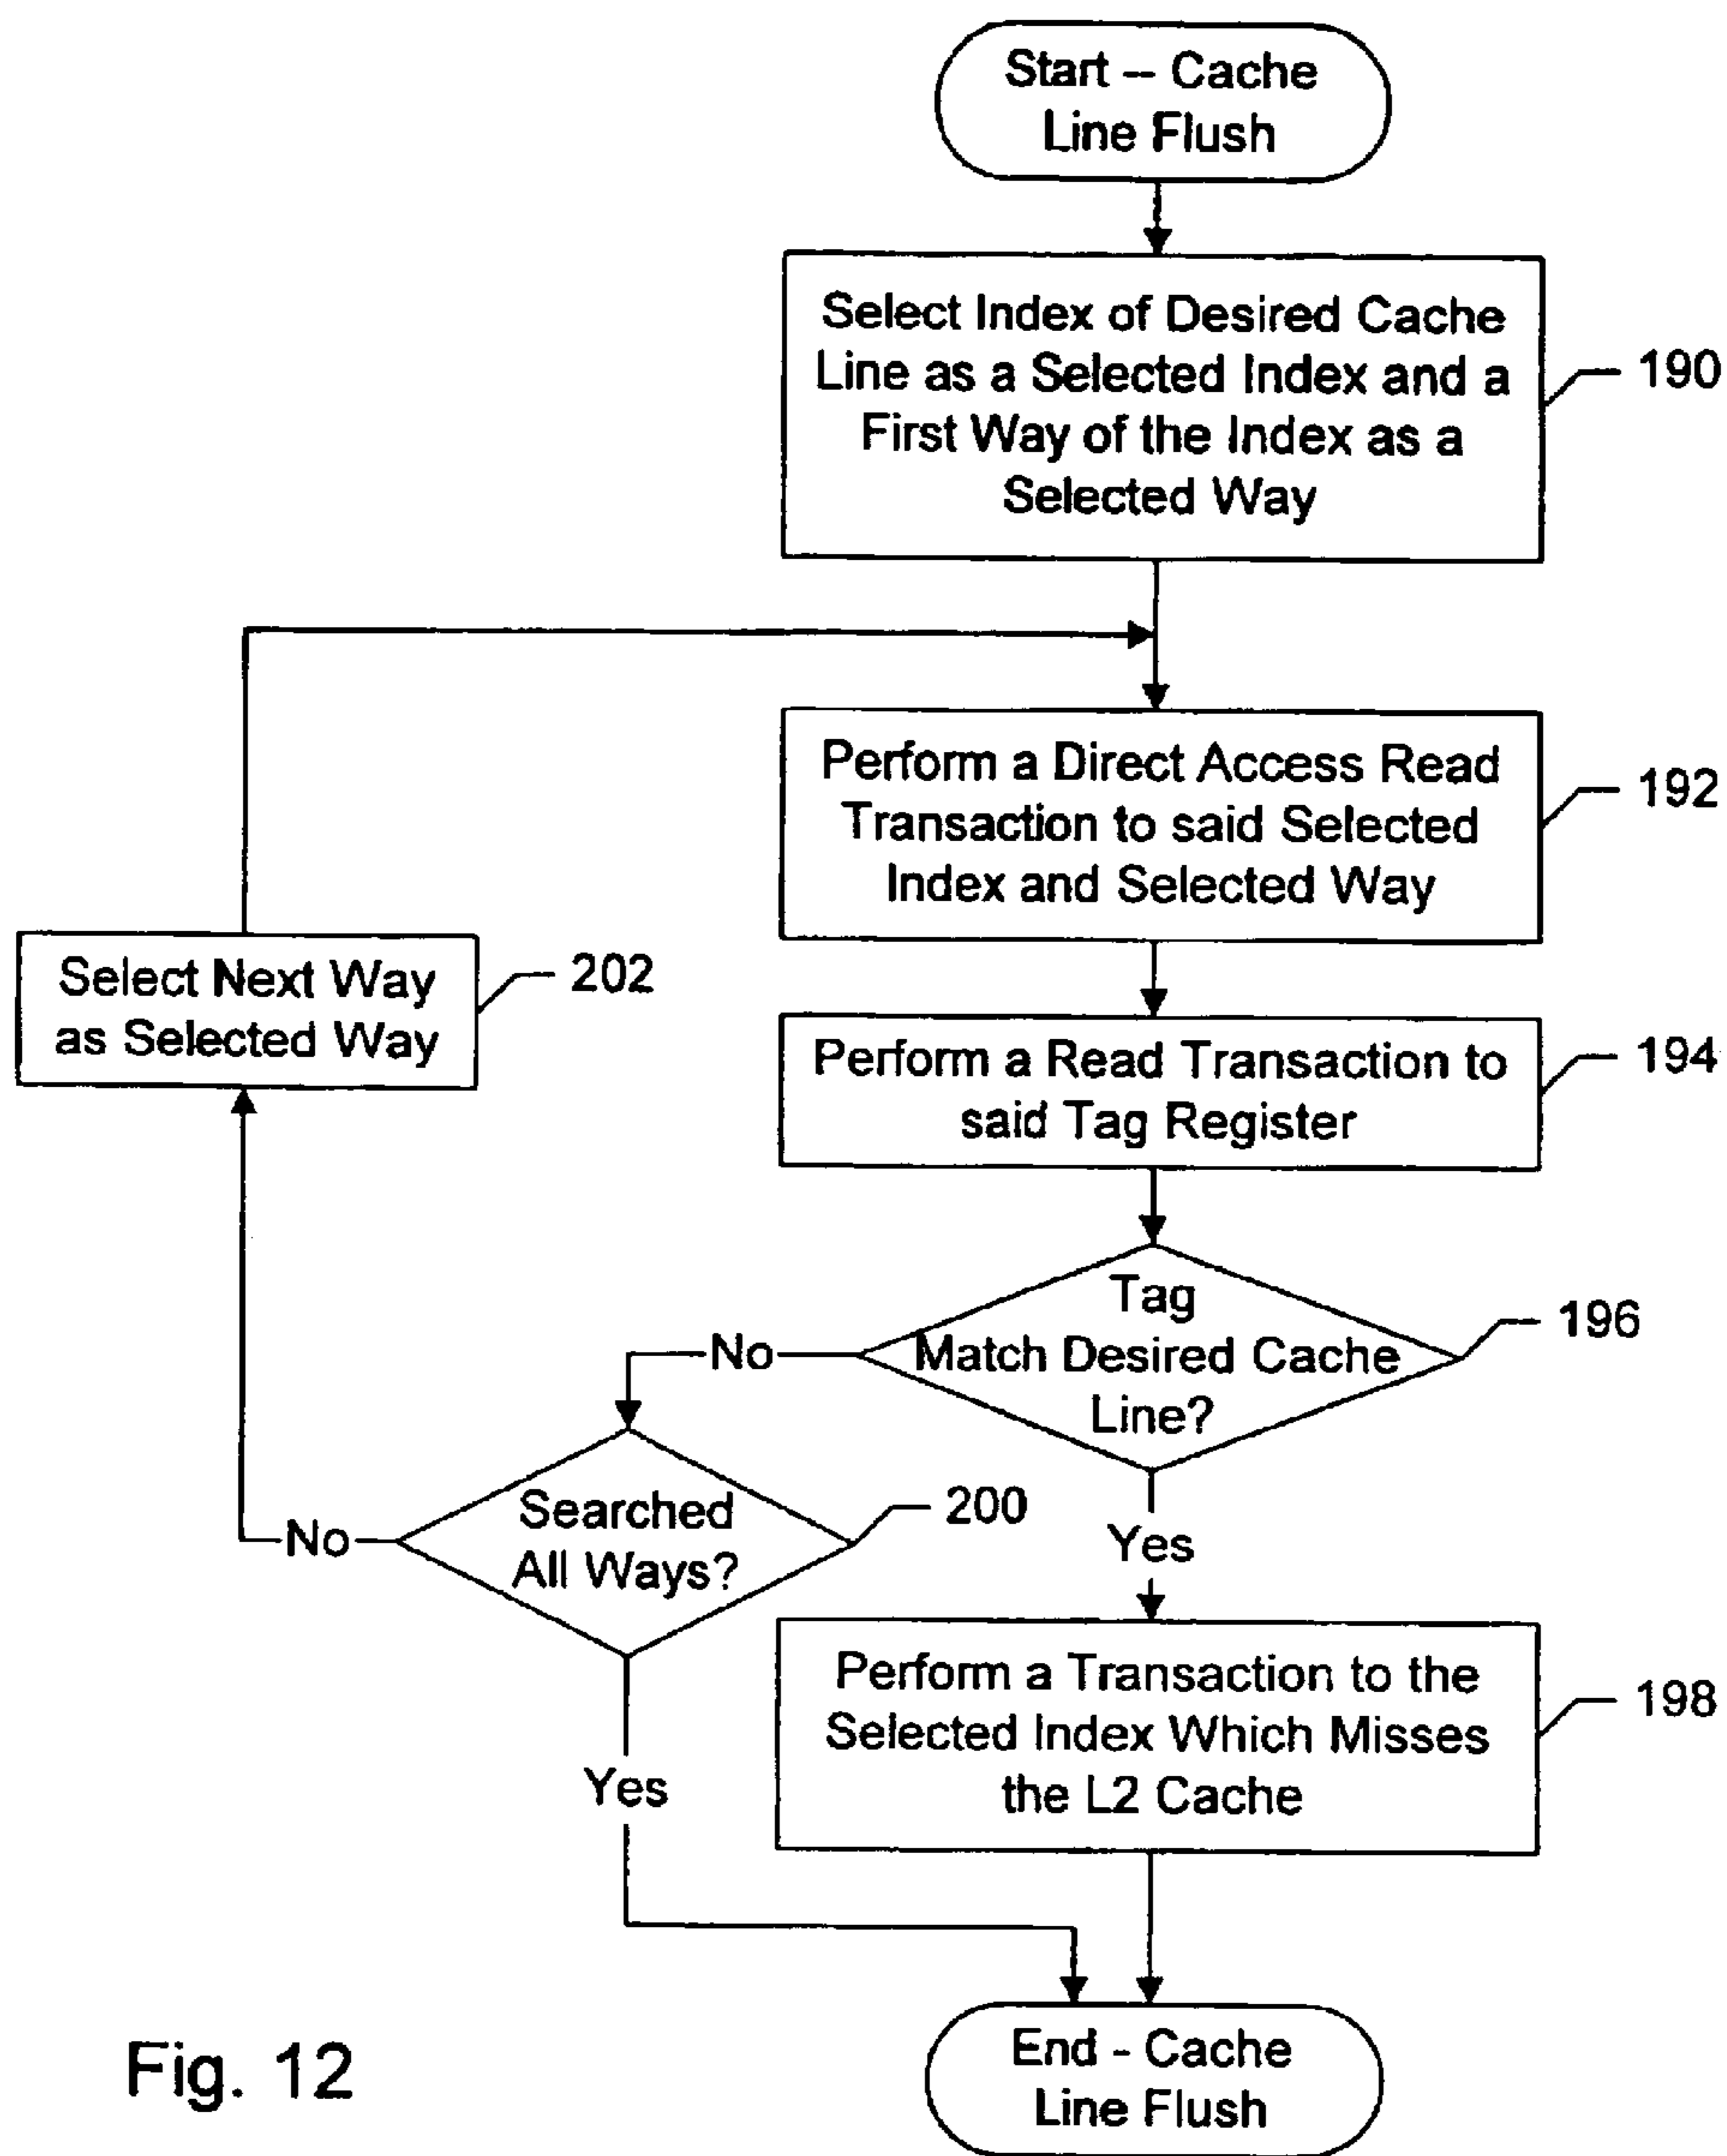 Start -- Cache
Line Flush
Select Index of Desired Cache
Line as a Selected Index and a
First Way of the Index as a
Selected Way
190
Perform a Direct Access Read
Transaction to said Selected
Index and Selected Way
192
Select Next Way
as Selected Way
202
Perform a Read Transaction to
said Tag Register
194
Tag
Match Desired Cache
Line?
196
No
Searched
All Ways?
200
No
Yes
Perform a Transaction to the
Selected Index Which Misses
the L2 Cache
198
Yes
End - Cache
Line Flush
Fig. 12